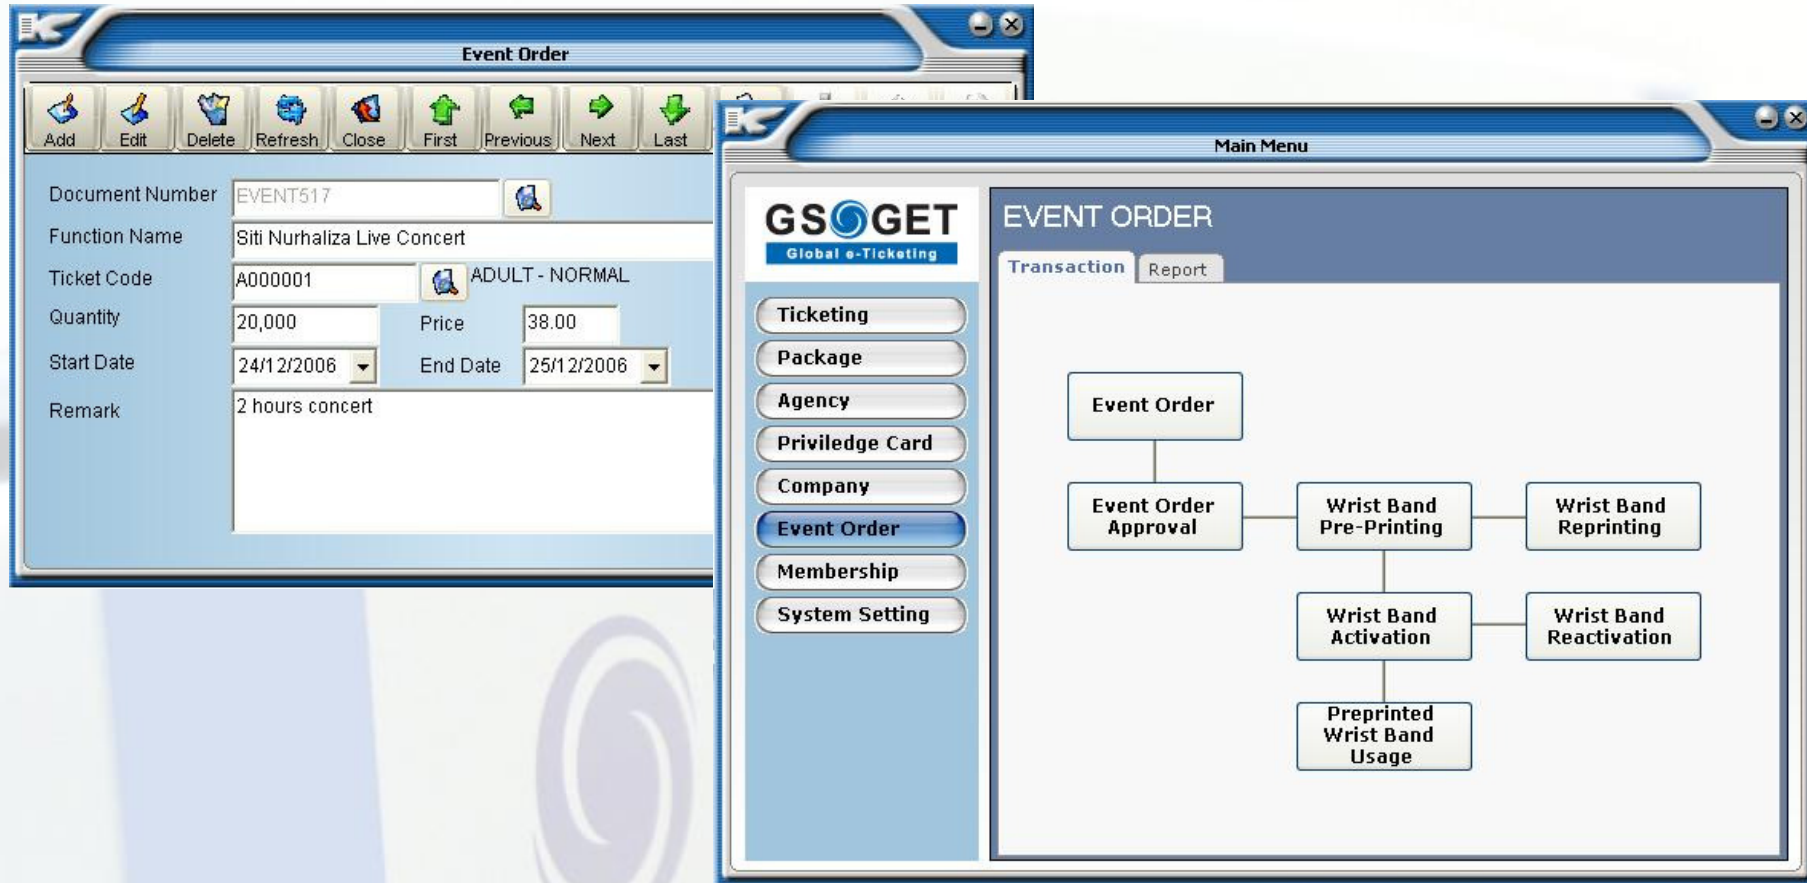 Event Order
Add Edit Delete Refresh Close First Previous Next Last
Document Number EVENT517
Function Name Siti Nurhaliza Live Concert
Ticket Code A000001 ADULT - NORMAL
Quantity 20,000 Price 38.00
Start Date 24/12/2006 End Date 25/12/2006
Remark 2 hours concert
Main Menu
GSOGET
Global e-Ticketing
Ticketing
Package
Agency
Priviledge Card
Company
Event Order
Membership
System Setting
EVENT ORDER
Transaction Report
Event Order
Event Order
Approval
Wrist Band
Pre-Printing
Wrist Band
Reprinting
Wrist Band
Activation
Wrist Band
Reactivation
Preprinted
Wrist Band
Usage